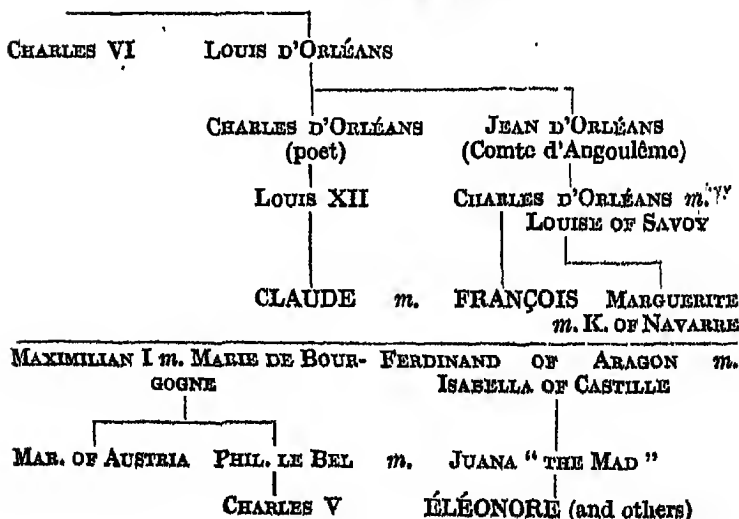 CHARLES VI LOUIS D'ORLÉANS
CHARLES D'ORLÉANS JEAN D'ORLÉANS
(poet) (Comte d'Angoulême)
LOUIS XII CHARLES D'ORLÉANS m.
LOUISE OF SAVOY
CLAUDE m. FRANÇOIS MARGUERITE
m. K. OF NAVARRE
MAXIMILIAN I m. MARIE DE BOUR- FERDINAND OF ARAGON m.
GOGNE ISABELLA OF CASTILLE
MAR. OF AUSTRIA PHIL. LE BEL m. JUANA "THE MAD"
CHARLES V ÉLÉONORE (and others)